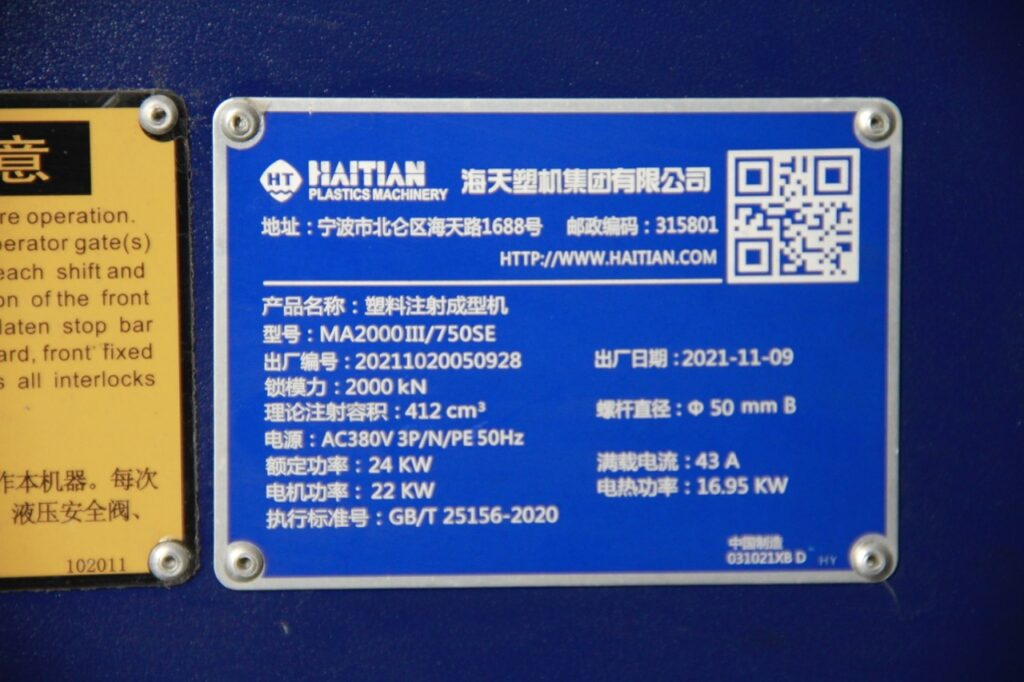 意
re operation.
perator gate(s)
each shift and
on of the front
laten stop bar
ard, front fixed
s all interlocks
作本机器。每次
液压安全阀、
102011
HT HAITIAN
PLASTICS MACHINERY
海天塑机集团有限公司
地址：宁波市北仑区海天路1688号 邮政编码：315801
HTTP://WWW.HAITIAN.COM
产品名称：塑料注射成型机
型号：MA2000III/750SE
出厂编号：20211020050928 出厂日期：2021-11-09
锁模力：2000 kN
理论注射容积：412 cm³ 螺杆直径：Φ 50 mm B
电源：AC380V 3P/N/PE 50Hz
额定功率：24 KW 满载电流：43 A
电机功率：22 KW 电热功率：16.95 KW
执行标准号：GB/T 25156-2020
中国制造
031021XB D HY